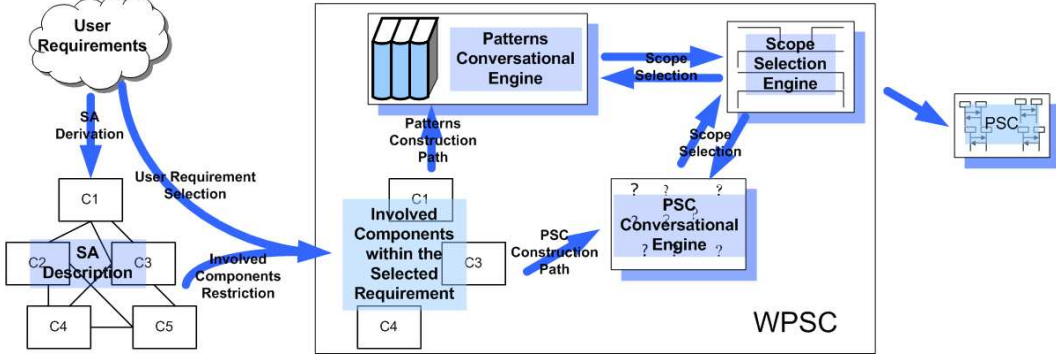 User
Requirements
SA
Derivation
User Requirement
Selection
C1
C2
SA
Description
C3
C4
C5
Involved
Components
Restriction
Patterns
Conversational
Engine
Patterns
Construction
Path
C1
Involved
Components
within the
Selected
Requirement
C3
C4
PSC
Construction
Path
Scope
Selection
Scope
Selection
Engine
Scope
Selection
? ? ?
PSC
? ? ?
Conversational
Engine
? ? ?
WPSC
PSC